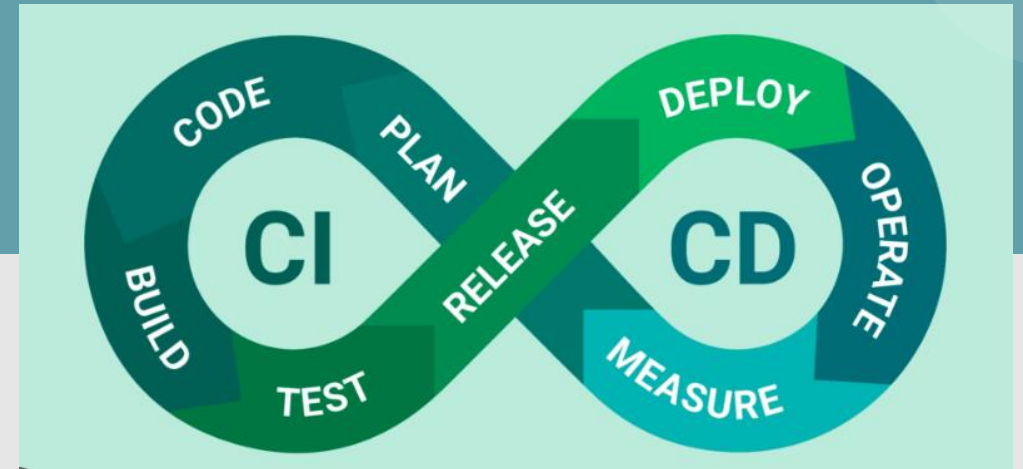 CODE
PLAN
BUILD
TEST
RELEASE
DEPLOY
OPERATE
MEASURE
CI
CD